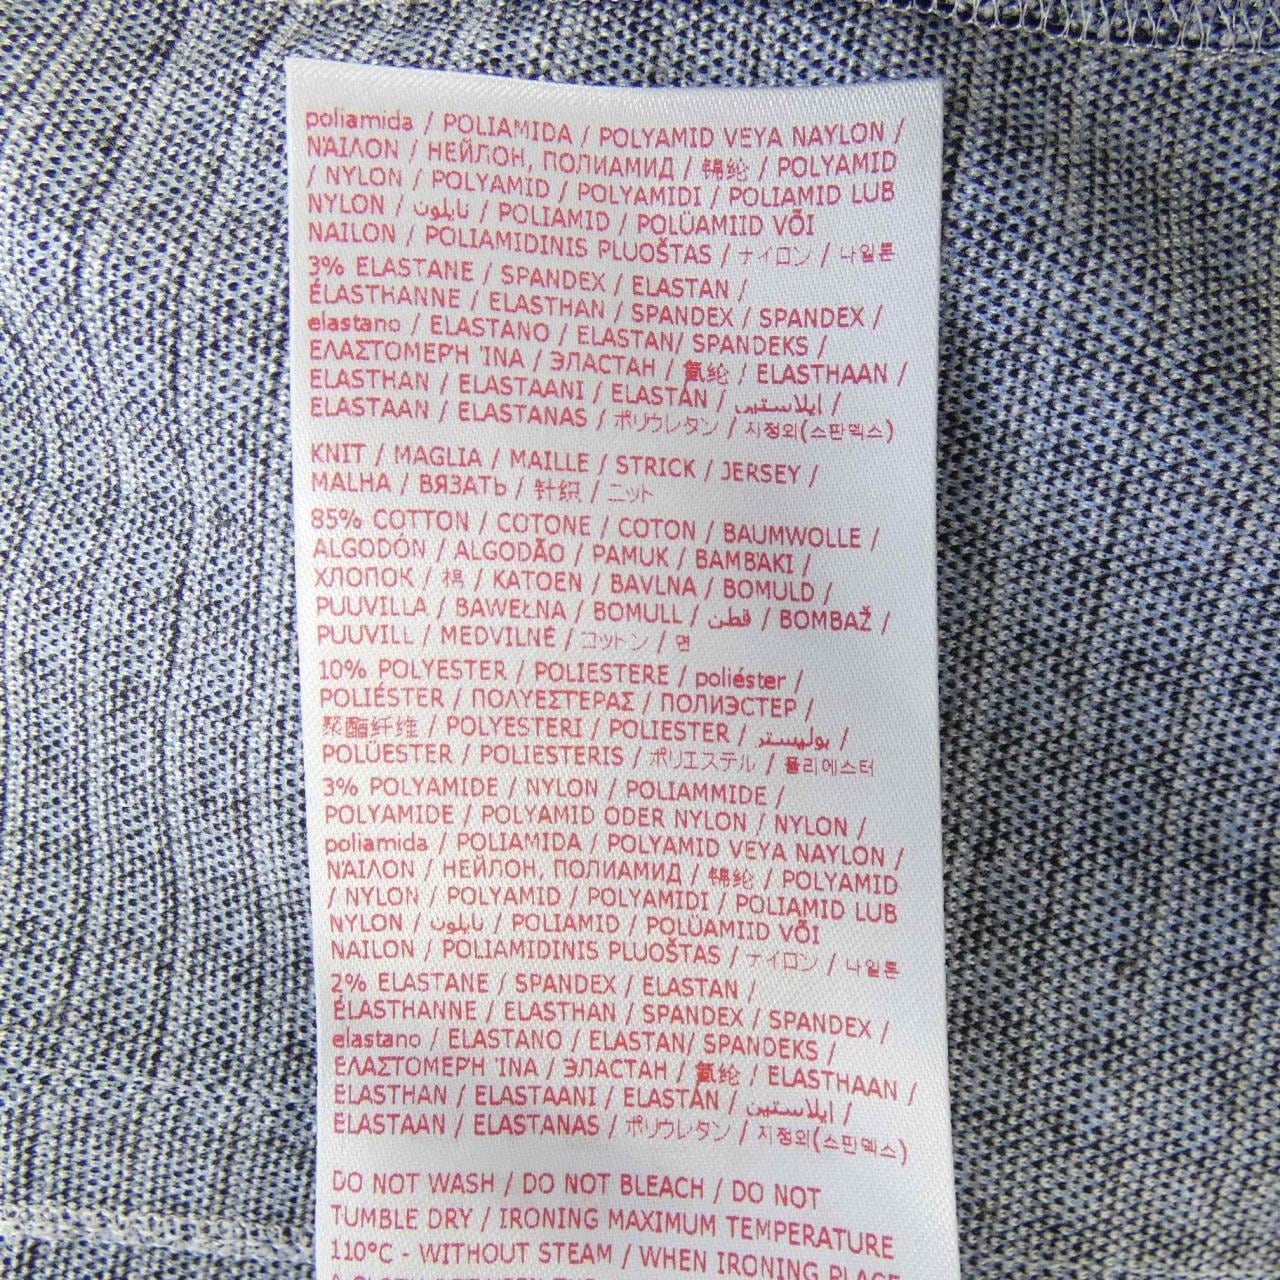 poliamida / POLIAMIDA / POLYAMID VEYA NAYLON /
ΝΆΙΛΟΝ / НЕЙЛОН, ПОЛИАМИД / 锦纶 / POLYAMID
/ NYLON / POLYAMID / POLYAMIDI / POLIAMID LUB
NYLON / نايلون / POLIAMID / POLÜAMIID VÕI
NAILON / POLIAMIDINIS PLUOŠTAS / ナイロン / 나일론
3% ELASTANE / SPANDEX / ELASTAN /
ÉLASTHANNE / ELASTHAN / SPANDEX / SPANDEX /
elastano / ELASTANO / ELASTAN/ SPANDEKS /
ΕΛΑΣΤΟΜΕΡΉ ΊΝΑ / ЭЛАСТАН / 氨纶 / ELASTHAAN /
ELASTHAN / ELASTAANI / ELASTAN / ايلاستين /
ELASTAAN / ELASTANAS / ポリウレタン / 지정외(스판덱스)
KNIT / MAGLIA / MAILLE / STRICK / JERSEY /
MALHA / ВЯЗАТЬ / 针织 / ニット
85% COTTON / COTONE / COTON / BAUMWOLLE /
ALGODÓN / ALGODÃO / PAMUK / ΒΑΜΒΆΚΙ /
ХЛОПОК / 棉 / KATOEN / BAVLNA / BOMULD /
PUUVILLA / BAWEŁNA / BOMULL / قطن / BOMBAŽ /
PUUVILL / MEDVILNĖ / コットン / 면
10% POLYESTER / POLIESTERE / poliéster /
POLIÉSTER / ΠΟΛΥΕΣΤΕΡΑΣ / ПОЛИЭСТЕР /
聚酯纤维 / POLYESTERI / POLIESTER / بوليستر /
POLÜESTER / POLIESTERIS / ポリエステル / 폴리에스터
3% POLYAMIDE / NYLON / POLIAMMIDE /
POLYAMIDE / POLYAMID ODER NYLON / NYLON /
poliamida / POLIAMIDA / POLYAMID VEYA NAYLON /
ΝΆΙΛΟΝ / НЕЙЛОН, ПОЛИАМИД / 锦纶 / POLYAMID
/ NYLON / POLYAMID / POLYAMIDI / POLIAMID LUB
NYLON / نايلون / POLIAMID / POLÜAMIID VÕI
NAILON / POLIAMIDINIS PLUOŠTAS / ナイロン / 나일론
2% ELASTANE / SPANDEX / ELASTAN /
ÉLASTHANNE / ELASTHAN / SPANDEX / SPANDEX /
elastano / ELASTANO / ELASTAN/ SPANDEKS /
ΕΛΑΣΤΟΜΕΡΉ ΊΝΑ / ЭЛАСТАН / 氨纶 / ELASTHAAN /
ELASTHAN / ELASTAANI / ELASTAN / ايلاستين /
ELASTAAN / ELASTANAS / ポリウレタン / 지정외(스판덱스)
DO NOT WASH / DO NOT BLEACH / DO NOT
TUMBLE DRY / IRONING MAXIMUM TEMPERATURE
110°C - WITHOUT STEAM / WHEN IRONING PLACE